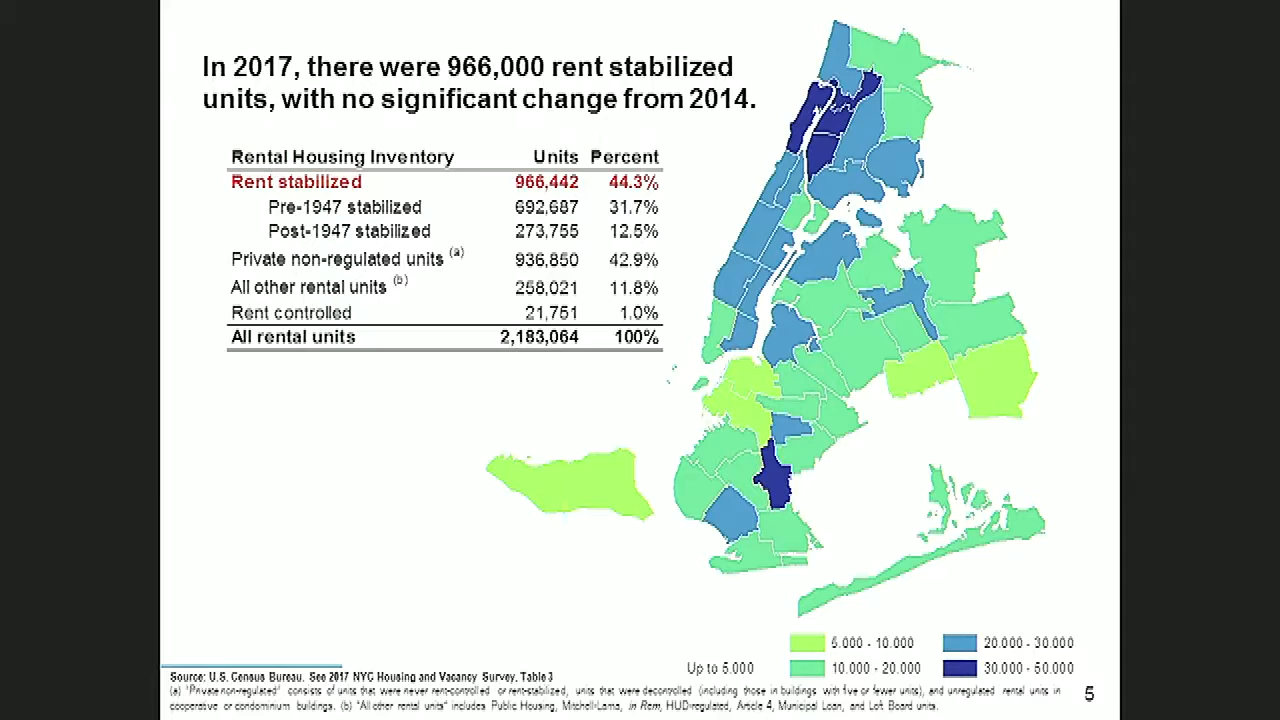 In 2017, there were 966,000 rent stabilized
units, with no significant change from 2014.
Rental Housing Inventory Units Percent
Rent stabilized 966,442 44.3%
Pre-1947 stabilized 692,687 31.7%
Post-1947 stabilized 273,755 12.5%
Private non-regulated units (a) 936,850 42.9%
All other rental units (b) 258,021 11.8%
Rent controlled 21,751 1.0%
All rental units 2,183,064 100%
5.000 - 10.000 20.000 - 30.000
Up to 5.000 10.000 - 20.000 30.000 - 50.000
Source: U.S. Census Bureau. See 2017 NYC Housing and Vacancy Survey, Table 3
(a) "Private non-regulated" consists of units that were never rent-controlled or rent-stabilized, units that were decontrolled (including those in buildings with five or fewer units), and unregulated rental units in
cooperative or condominium buildings. (b) "All other rental units" includes Public Housing, Mitchell-Lama, in Rem, HUD-regulated, Article 4, Municipal Loan, and Loft Board units.
5